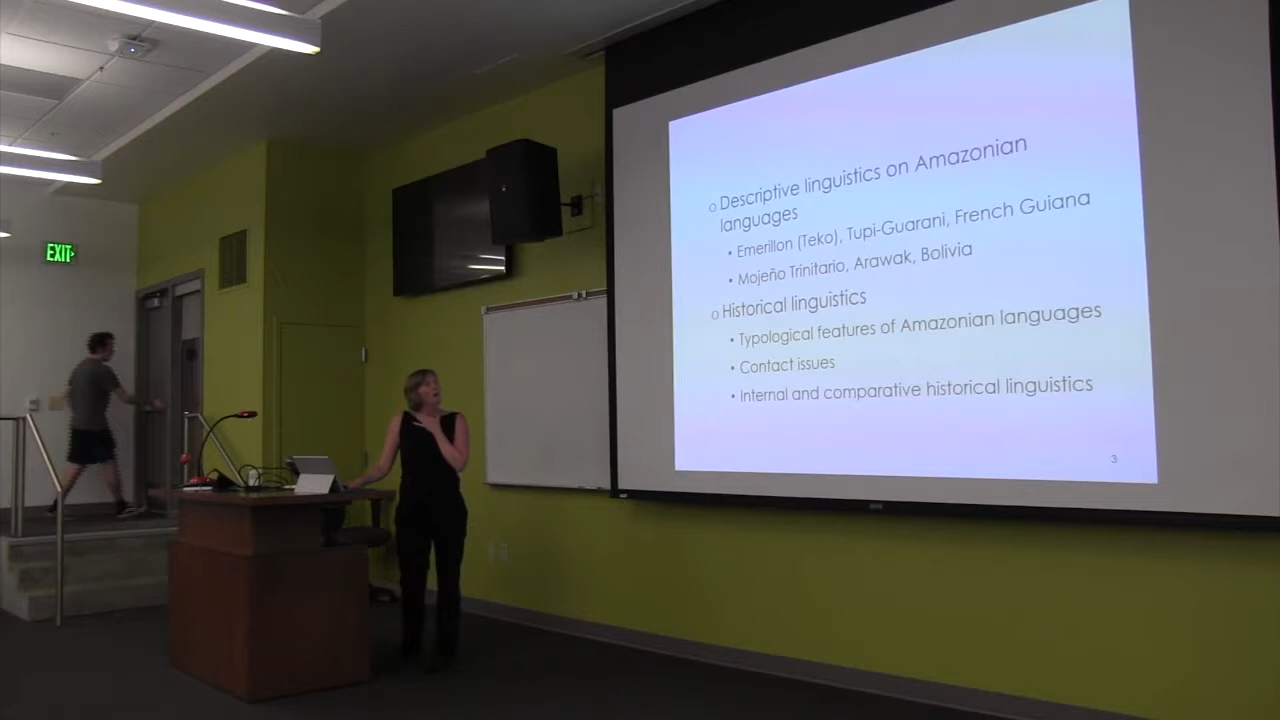 EXIT
o Descriptive linguistics on Amazonian
languages
• Emerillon (Teko), Tupi-Guarani, French Guiana
• Mojeño Trinitario, Arawak, Bolivia
o Historical linguistics
• Typological features of Amazonian languages
• Contact issues
• Internal and comparative historical linguistics
3